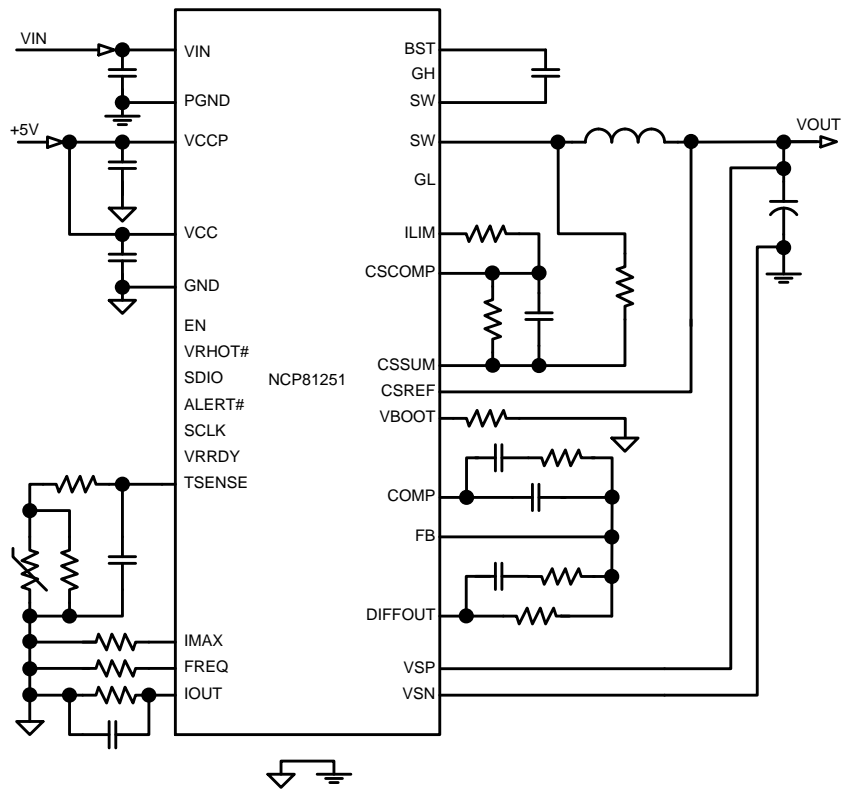 VIN
+5V
VIN
PGND
VCCP
VCC
GND
EN
VRHOT#
SDIO
ALERT#
SCLK
VRRDY
TSENSE
IMAX
FREQ
IOUT
NCP81251
BST
GH
SW
SW
GL
ILIM
CSCOMP
CSSUM
CSREF
VBOOT
COMP
FB
DIFFOUT
VSP
VSN
VOUT